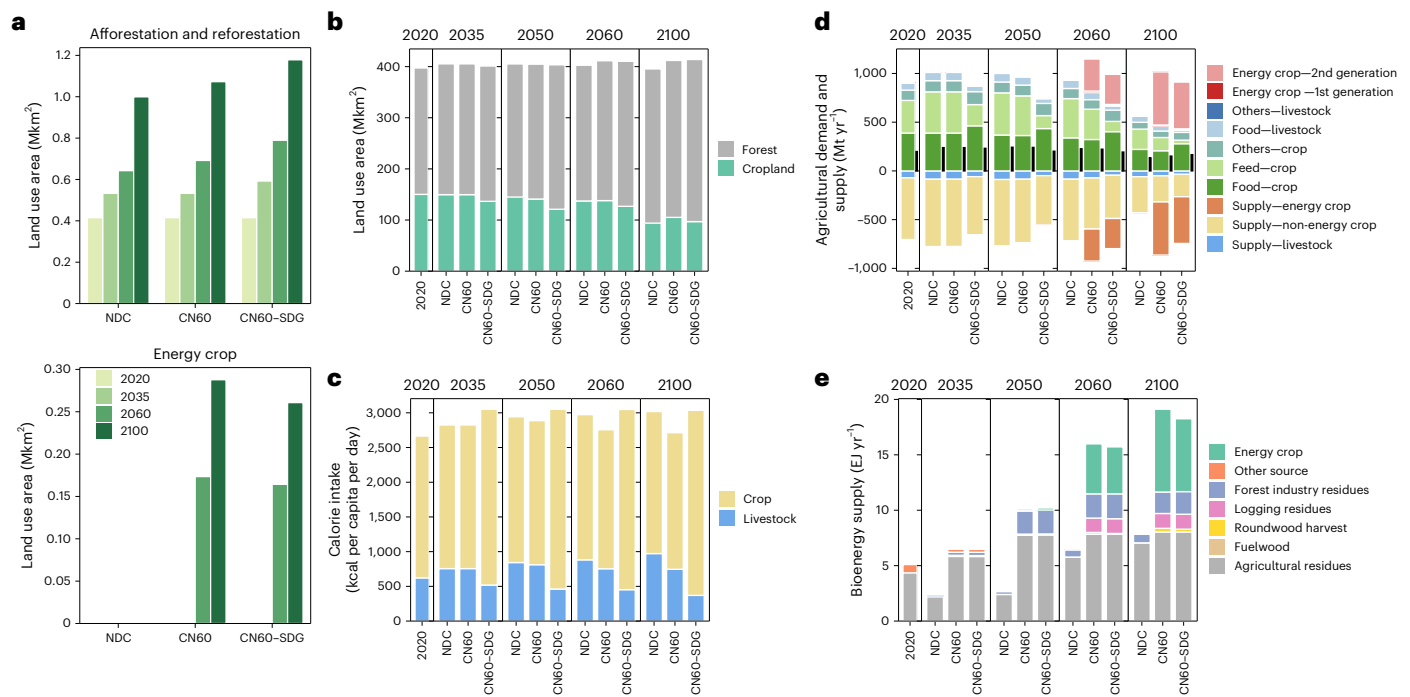 a
Afforestation and reforestation
Land use area (Mkm²)
1.2
1.0
0.8
0.6
0.4
0.2
0
NDC
CN60
CN60–SDG
Energy crop
Land use area (Mkm²)
0.30
0.25
0.20
0.15
0.10
0.05
0
2020
2035
2060
2100
NDC
CN60
CN60–SDG
b
2020 2035 2050 2060 2100
Land use area (Mkm²)
400
300
200
100
0
2020
NDC
CN60
CN60–SDG
NDC
CN60
CN60–SDG
NDC
CN60
CN60–SDG
NDC
CN60
CN60–SDG
Forest
Cropland
c
2020 2035 2050 2060 2100
Calorie intake
(kcal per capita per day)
3,000
2,500
2,000
1,500
1,000
500
0
2020
NDC
CN60
CN60–SDG
NDC
CN60
CN60–SDG
NDC
CN60
CN60–SDG
NDC
CN60
CN60–SDG
Crop
Livestock
d
2020 2035 2050 2060 2100
Agricultural demand and
supply (Mt yr⁻¹)
1,000
500
0
–500
–1,000
2020
NDC
CN60
CN60–SDG
NDC
CN60
CN60–SDG
NDC
CN60
CN60–SDG
NDC
CN60
CN60–SDG
Energy crop—2nd generation
Energy crop —1st generation
Others—livestock
Food—livestock
Others—crop
Feed—crop
Food—crop
Supply—energy crop
Supply—non-energy crop
Supply—livestock
e
2020 2035 2050 2060 2100
Bioenergy supply (EJ yr⁻¹)
20
15
10
5
0
2020
NDC
CN60
CN60–SDG
NDC
CN60
CN60–SDG
NDC
CN60
CN60–SDG
NDC
CN60
CN60–SDG
Energy crop
Other source
Forest industry residues
Logging residues
Roundwood harvest
Fuelwood
Agricultural residues